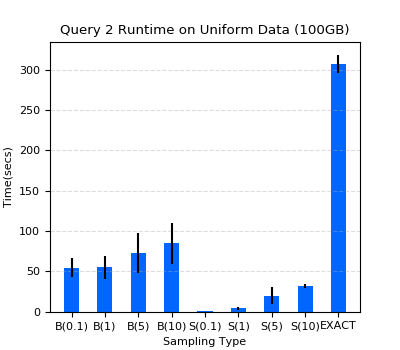 Query 2 Runtime on Uniform Data (100GB)
Time(secs)
300
250
200
150
100
50
0
B(0.1) B(1) B(5) B(10) S(0.1) S(1) S(5) S(10) EXACT
Sampling Type